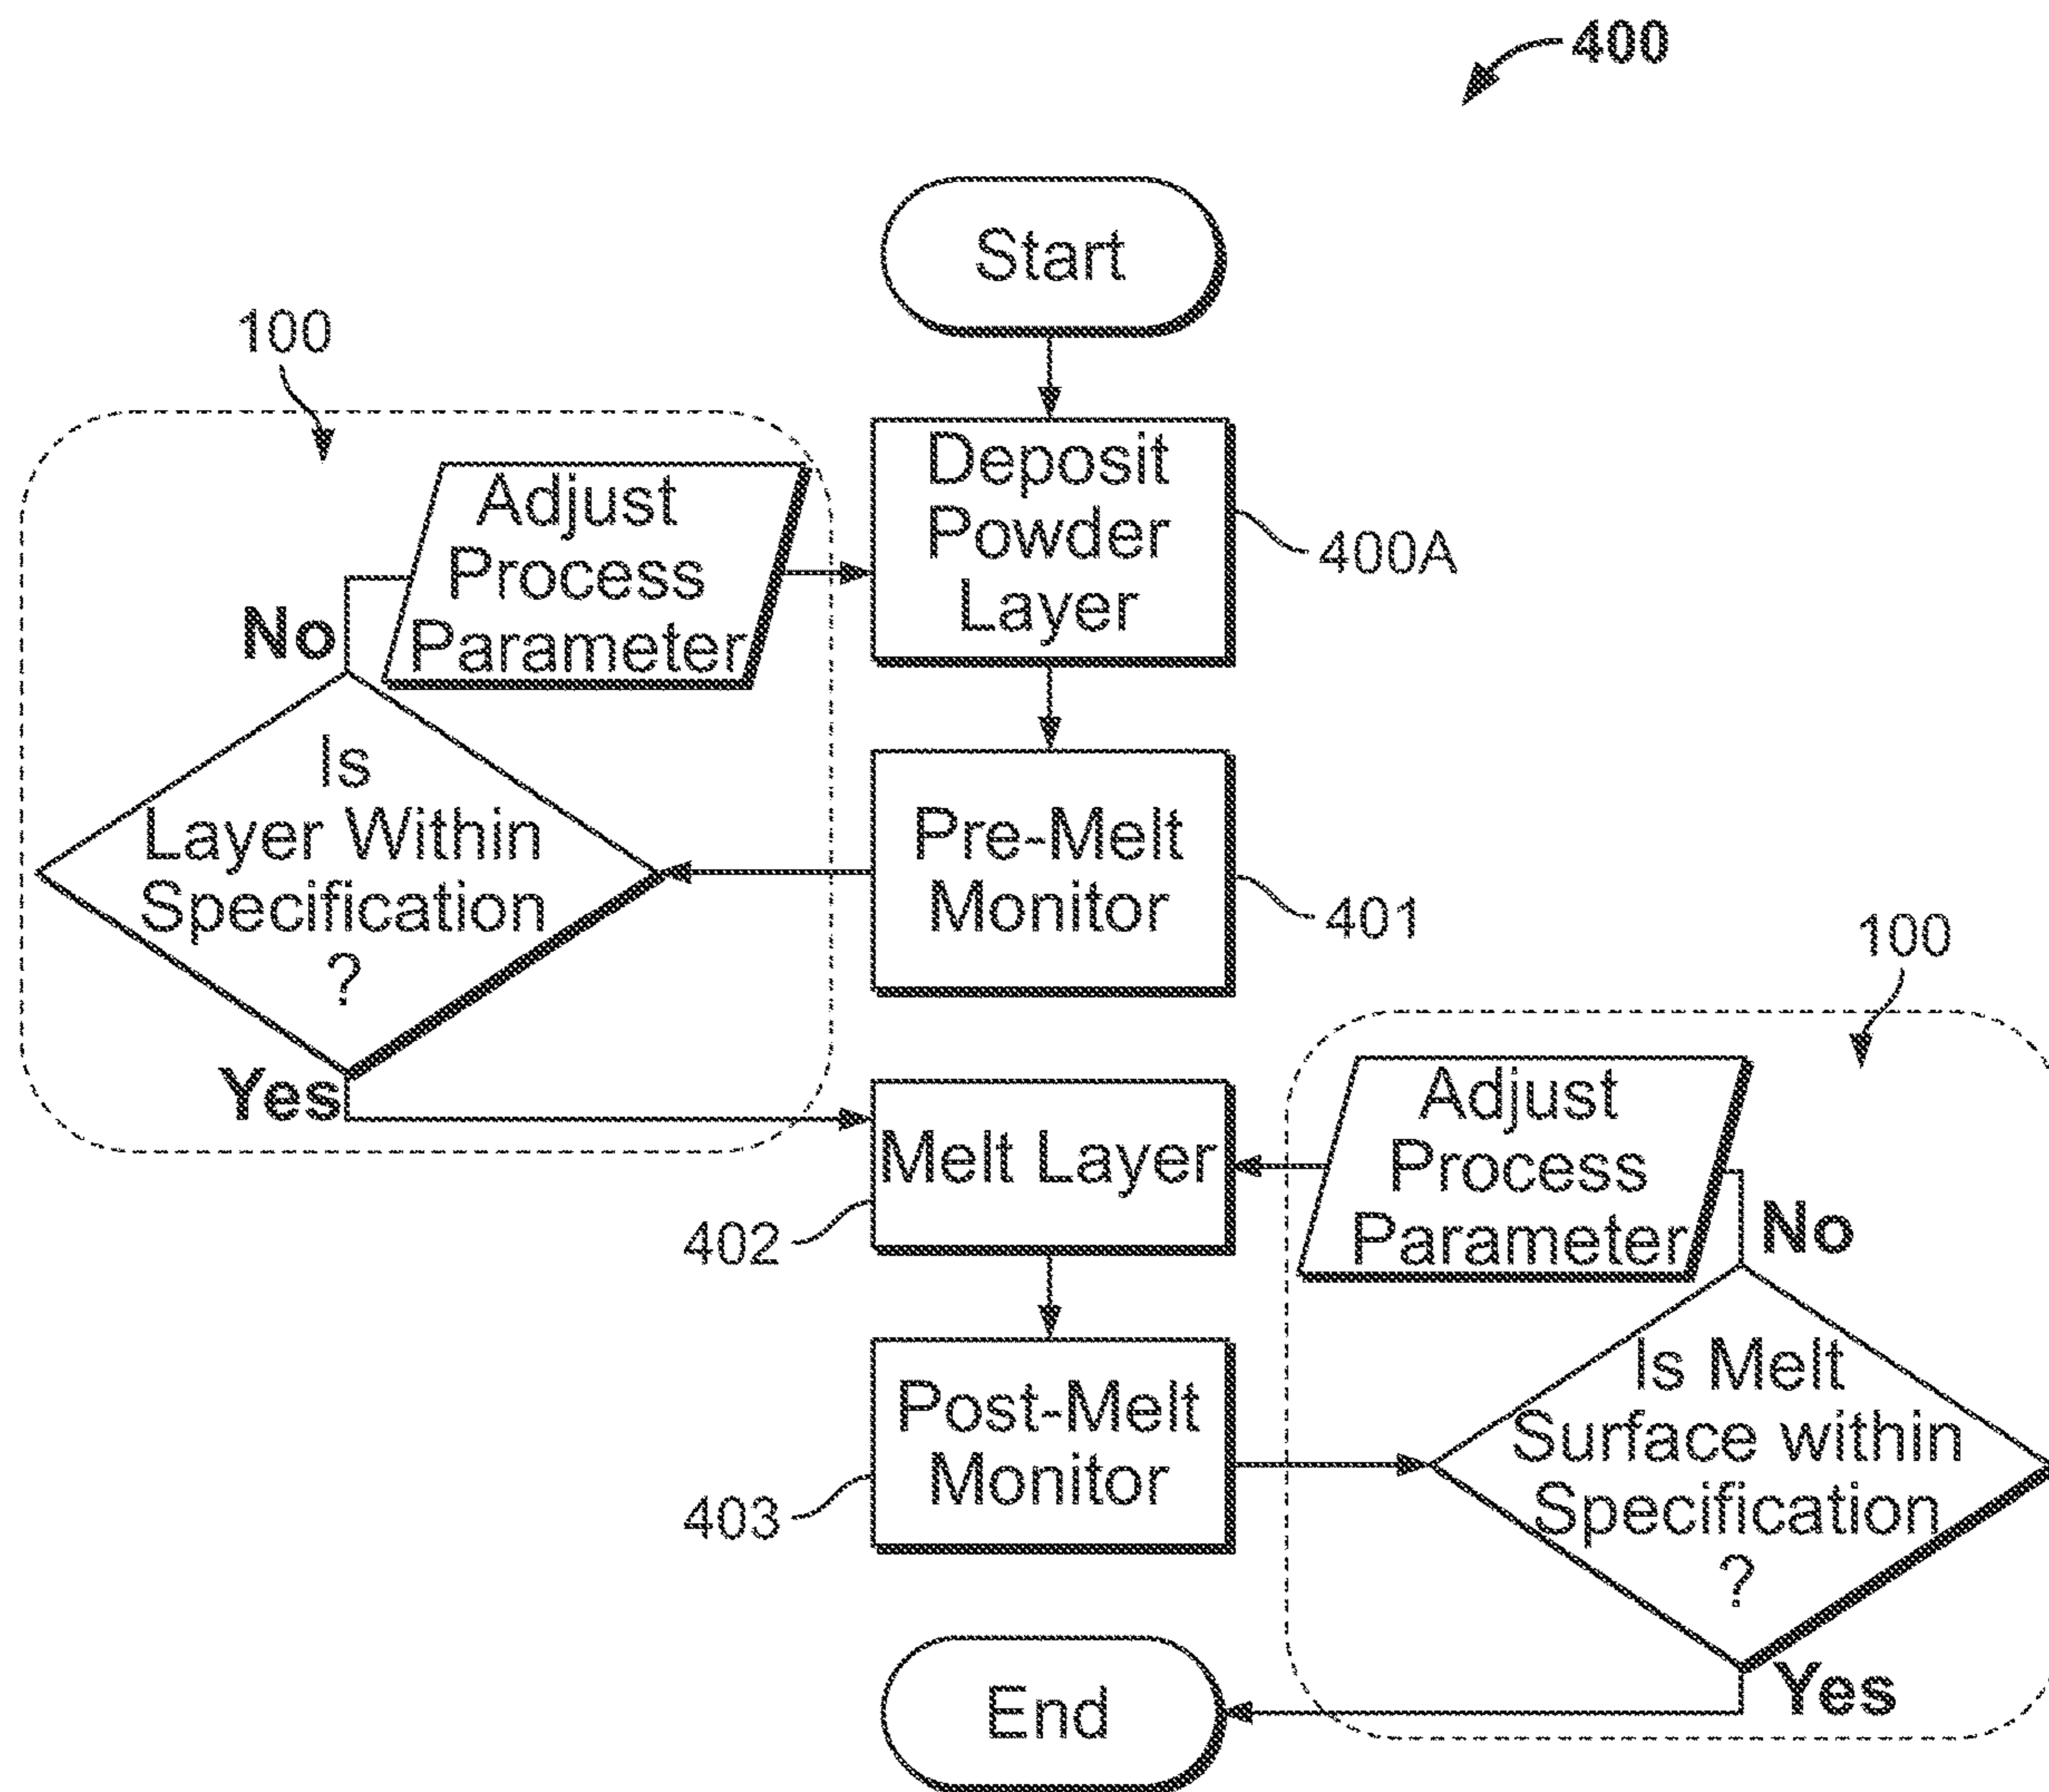 400
Start
100
Deposit
Powder
Layer
400A
Adjust
Process
Parameter
No
Is
Layer Within
Specification
?
Yes
Pre-Melt
Monitor
401
100
Melt Layer
402
Adjust
Process
Parameter
No
Post-Melt
Monitor
403
Is Melt
Surface within
Specification
?
Yes
End